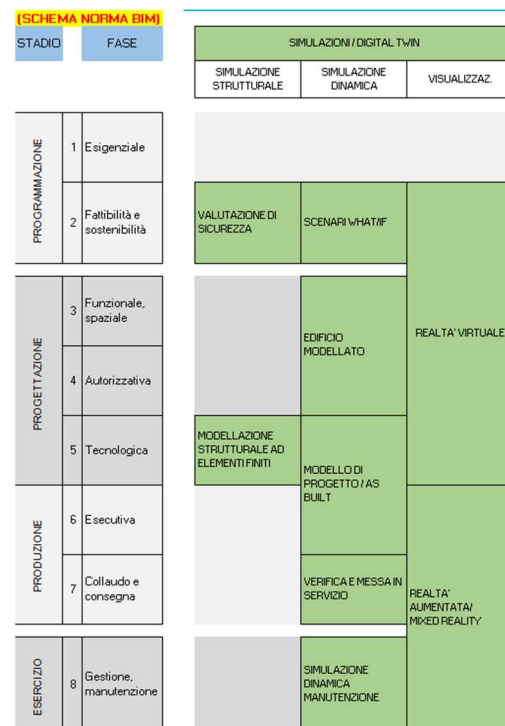 (SCHEMA NORMA BIM)
STADIO FASE SIMULAZIONI / DIGITAL TWIN
SIMULAZIONE
STRUTTURALE
SIMULAZIONE
DINAMICA
VISUALIZZAZ.
PROGRAMMAZIONE
1 Esigenziale
2 Fattibilità e
sostenibilità
VALUTAZIONE DI
SICUREZZA
SCENARI WHAT/IF
REALTA' VIRTUALE
PROGETTAZIONE
3 Funzionale,
spaziale
EDIFICIO
MODELLATO
4 Autorizzativa
5 Tecnologica
MODELLAZIONE
STRUTTURALE AD
ELEMENTI FINITI
MODELLO DI
PROGETTO / AS
BUILT
PRODUZIONE
6 Esecutiva
7 Collaudo e
consegna
VERIFICA E MESSA IN
SERVIZIO
REALTA'
AUMENTATA/
MIXED REALITY
ESERCIZIO
8 Gestione,
manutenzione
SIMULAZIONE
DINAMICA
MANUTENZIONE